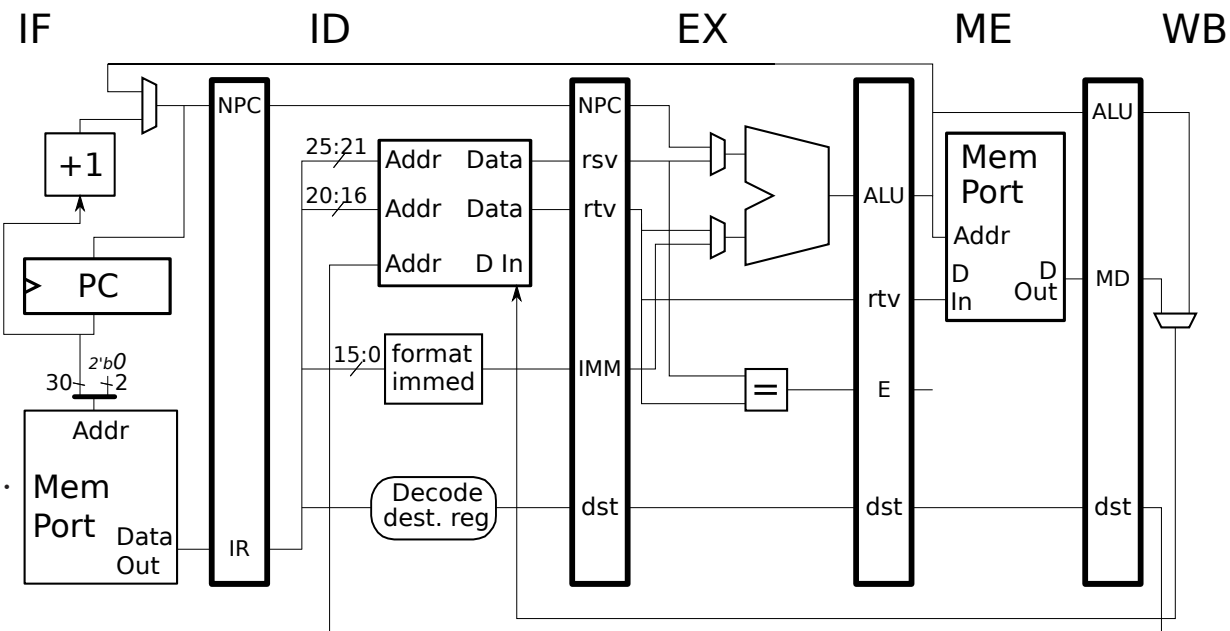 IF ID EX ME WB
NPC NPC ALU
+1
25:21 Addr Data rsv
20:16 Addr Data rtv
Addr D In
Mem
Port
ALU
Addr
PC
D
In
D
Out
MD
rtv
2'b0
30 2
15:0 format
immed
IMM
=
E
Addr
Mem
Port
Data
Out
IR
Decode
dest. reg
dst dst dst